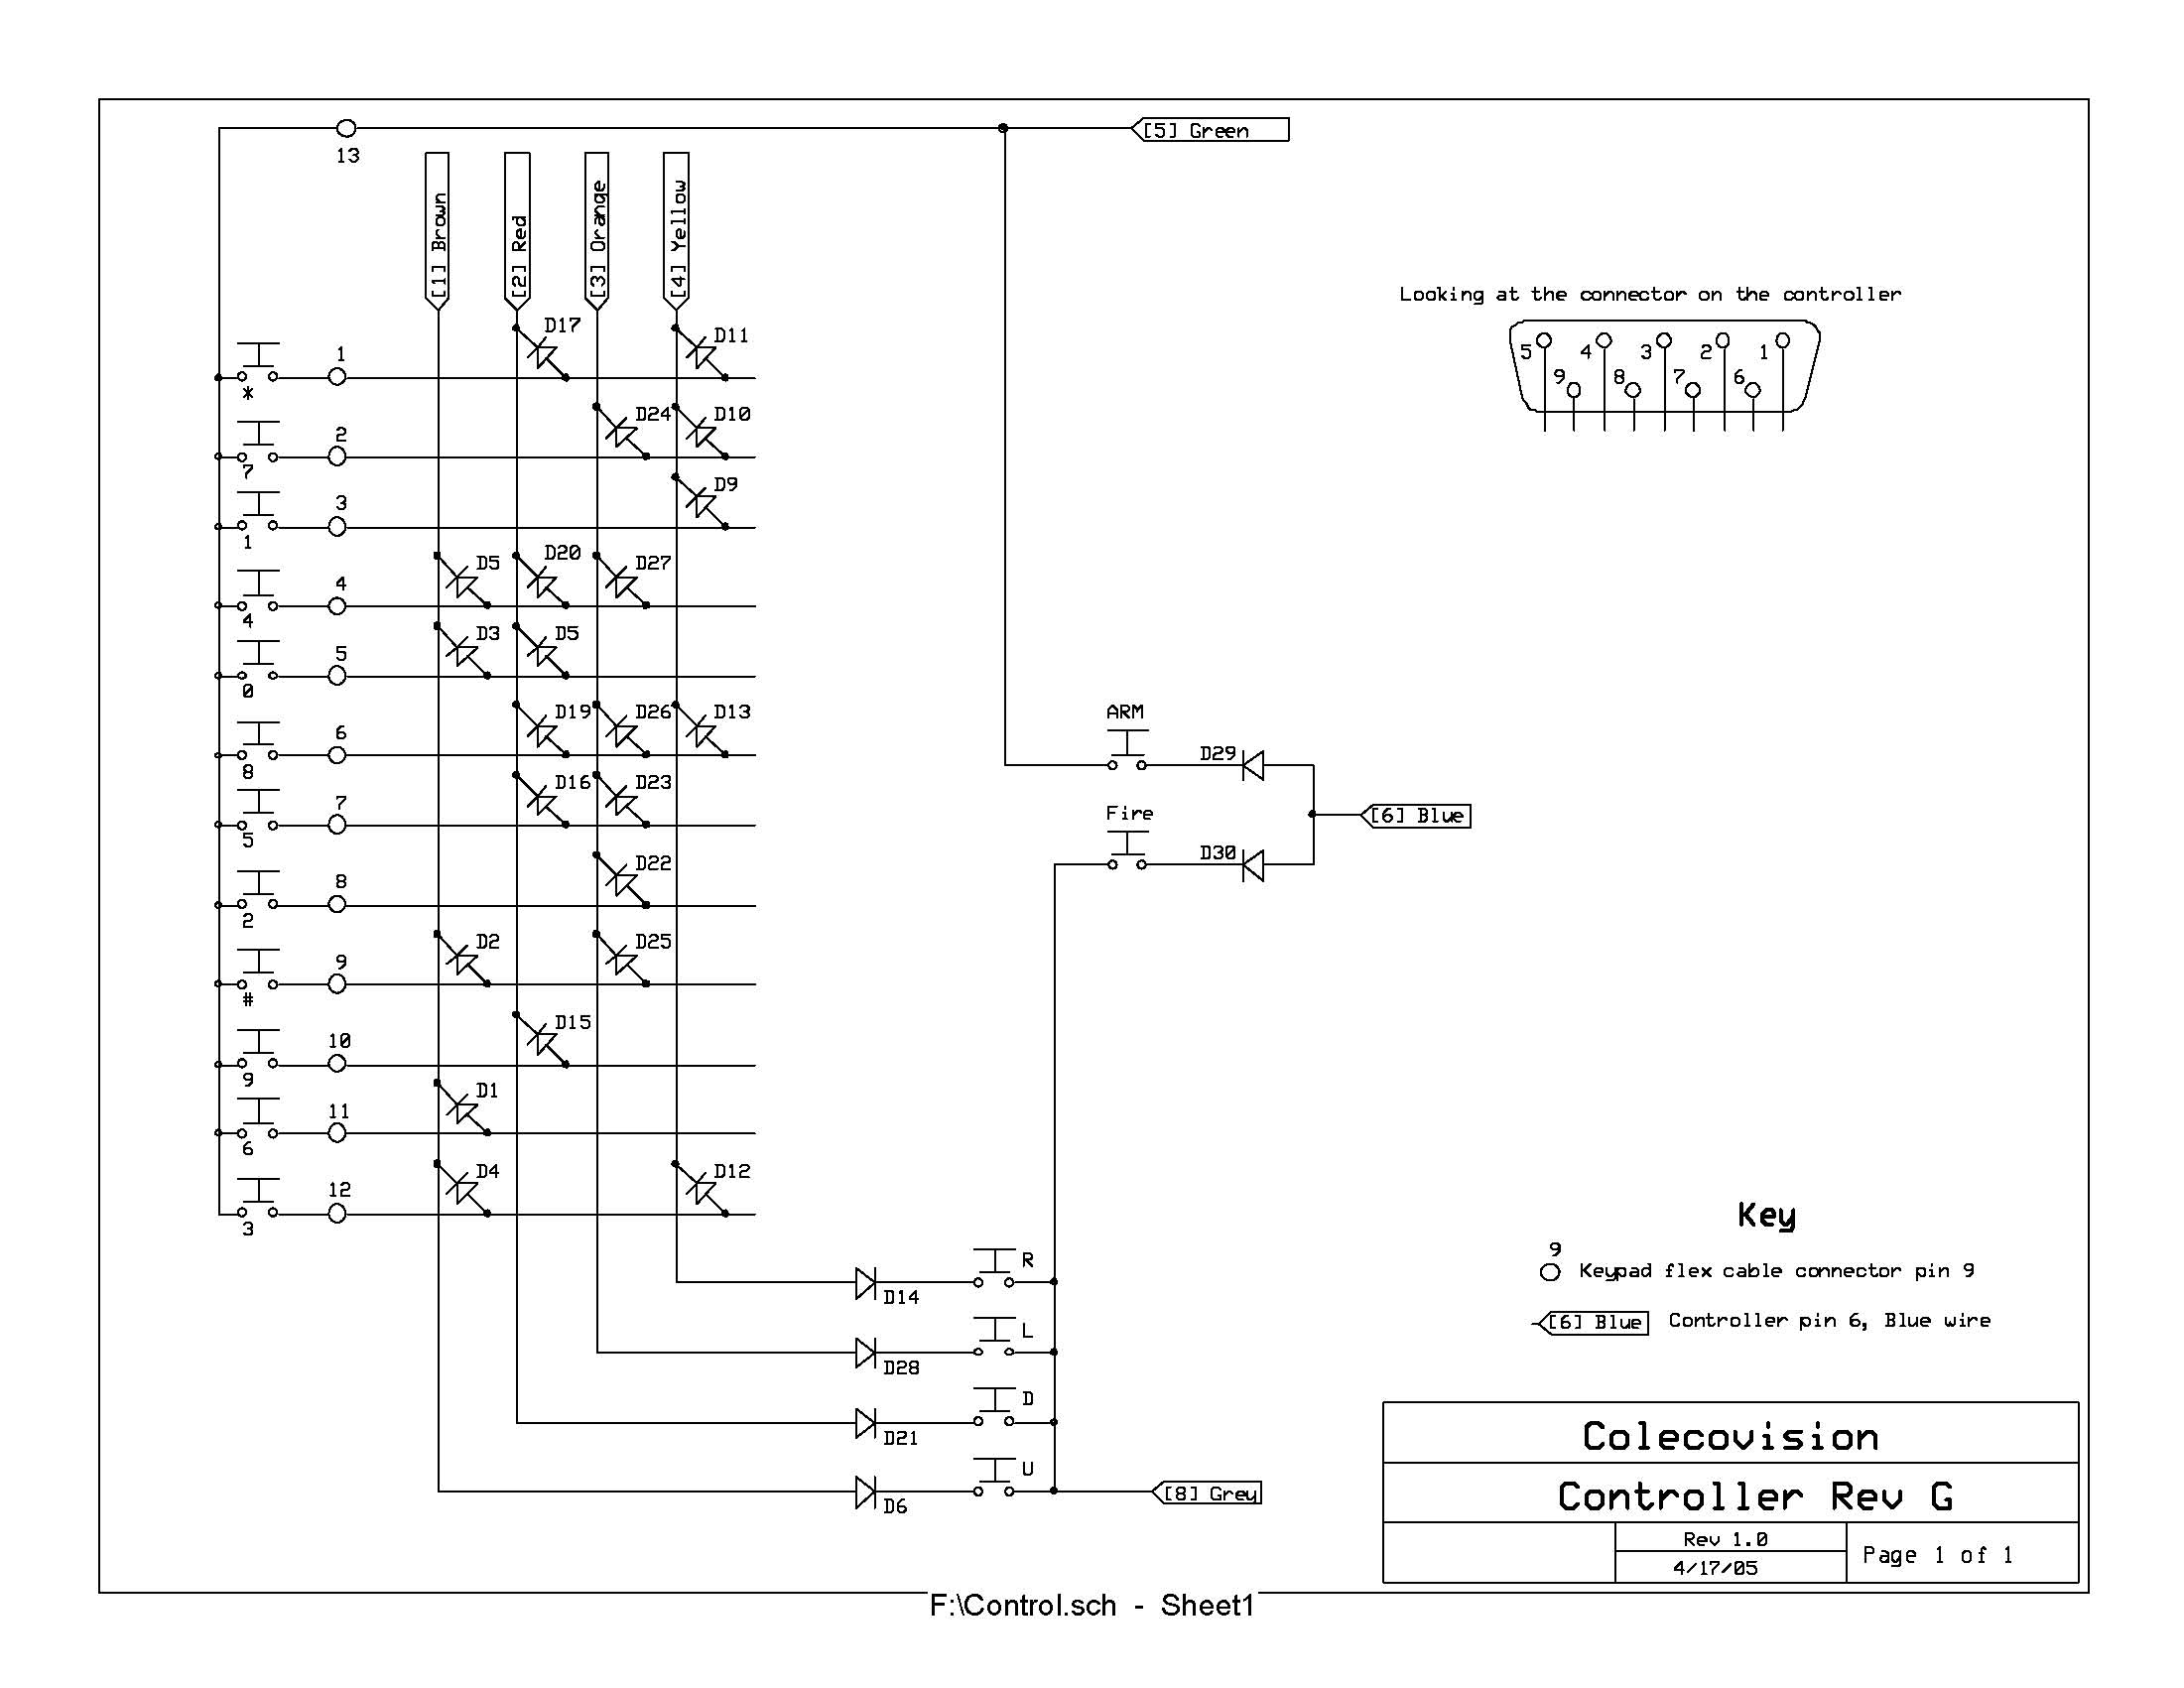 [5] Green
13
[1] Brown
[2] Red
[3] Orange
[4] Yellow
Looking at the connector on the controller
5 4 3 2 1
9 8 7 6
D17 D11
1
*
D24 D10
2
7
D9
3
1
D5 D20 D27
4
4
D3 D5
5
0
D19 D26 D13
6
8
D16 D23
7
5
D22
8
2
D2 D25
9
#
D15
10
9
D1
11
6
D4 D12
12
3
ARM
D29
Fire
D30
[6] Blue
R
D14
L
D28
D
D21
U
D6
[8] Grey
Key
9
Keypad flex cable connector pin 9
[6] Blue Controller pin 6, Blue wire
Colecovision
Controller Rev G
Rev 1.0
4/17/05
Page 1 of 1
F:\Control.sch - Sheet1